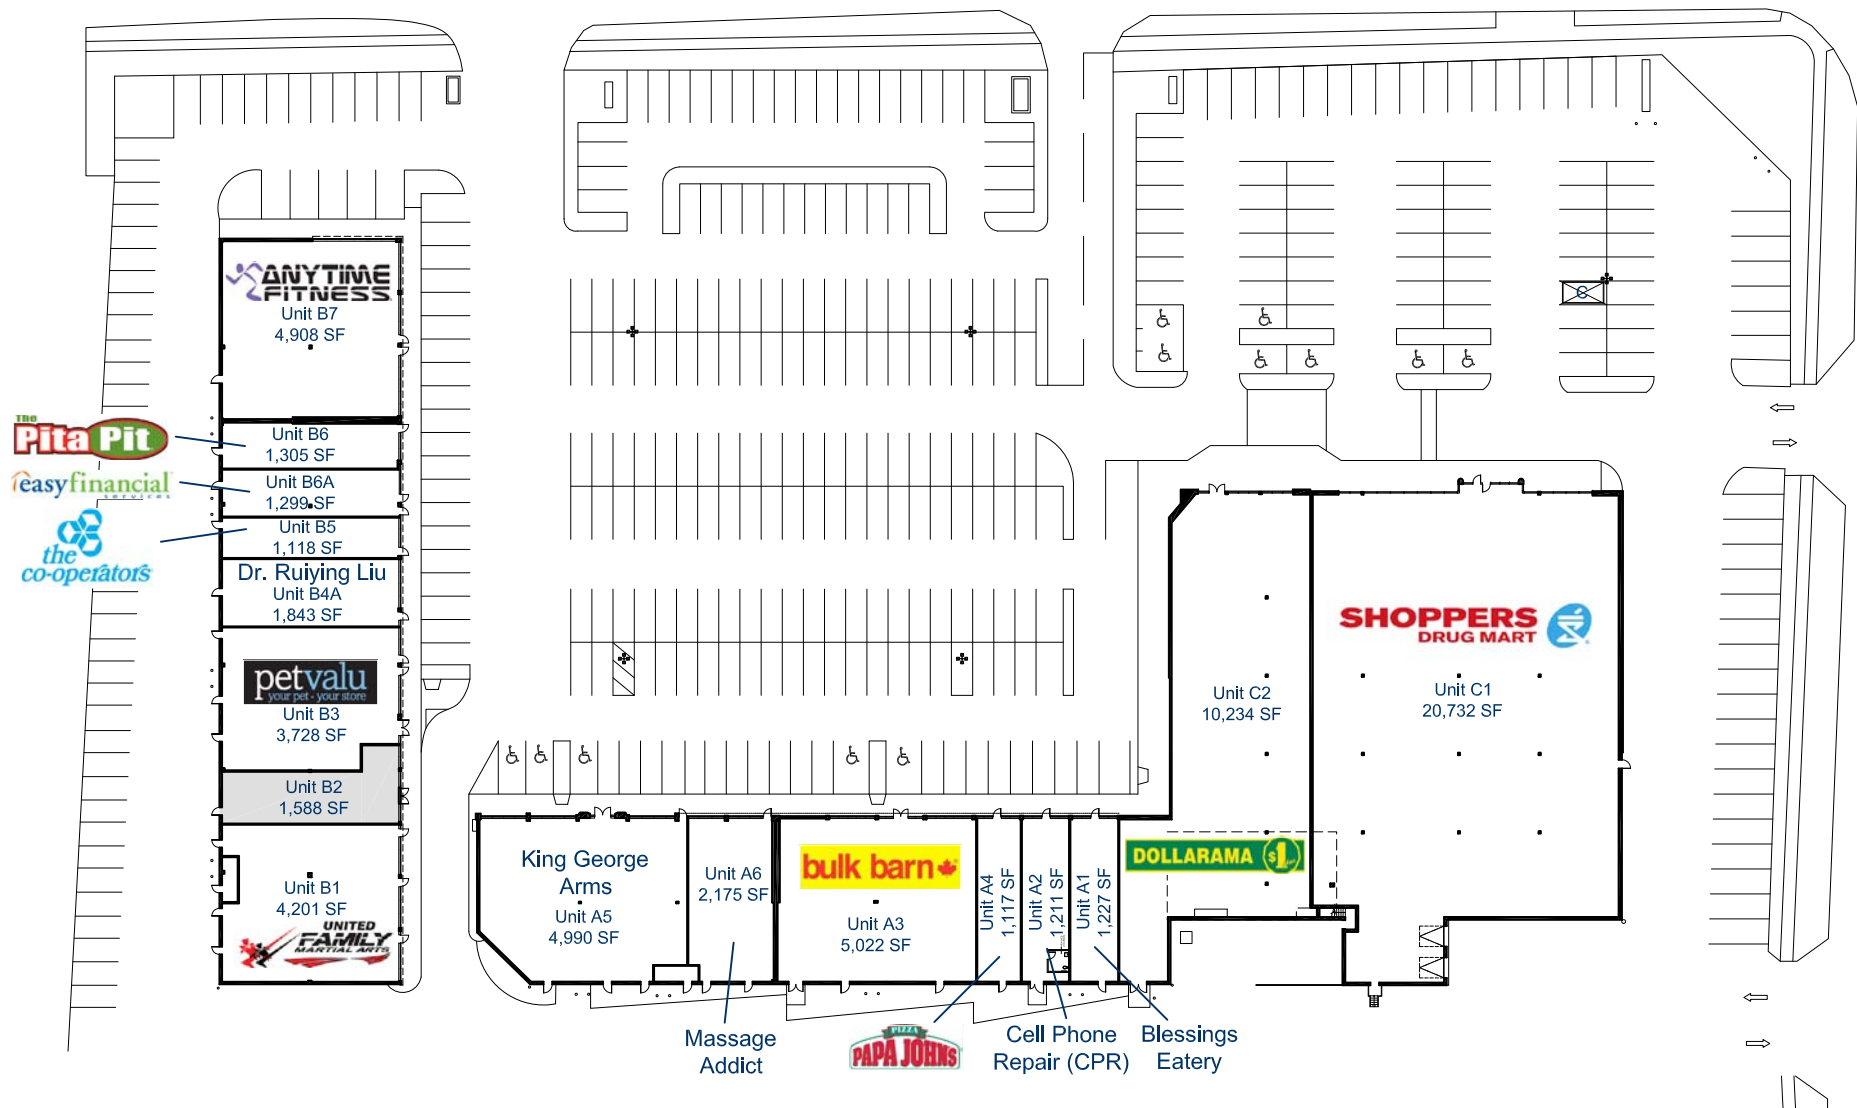 ANYTIME
FITNESS
Unit B7
4,908 SF
The
Pita Pit
Unit B6
1,305 SF
easyfinancial
services
Unit B6A
1,299 SF
the
co-operators
Unit B5
1,118 SF
Dr. Ruiying Liu
Unit B4A
1,843 SF
petvalu
your pet - your store
Unit B3
3,728 SF
Unit B2
1,588 SF
Unit B1
4,201 SF
UNITED
FAMILY
MARTIAL ARTS
King George
Arms
Unit A5
4,990 SF
Unit A6
2,175 SF
Massage
Addict
bulk barn
Unit A3
5,022 SF
Unit A4
1,117 SF
PIZZA
PAPA JOHNS
Unit A2
1,211 SF
Cell Phone
Repair (CPR)
Unit A1
1,227 SF
Blessings
Eatery
DOLLARAMA $1
Unit C2
10,234 SF
SHOPPERS
DRUG MART
Unit C1
20,732 SF
C